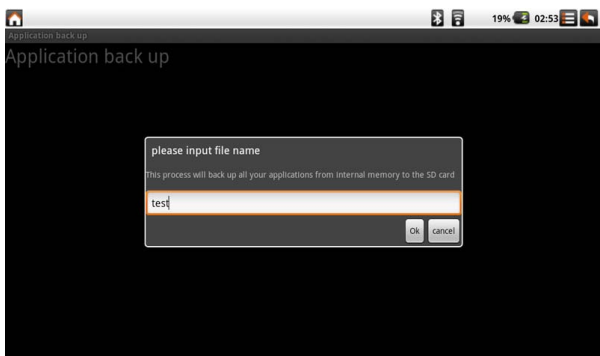 19% 02:53
Application back up
Application back up
please input file name
This process will back up all your applications from internal memory to the SD card
test
Ok cancel